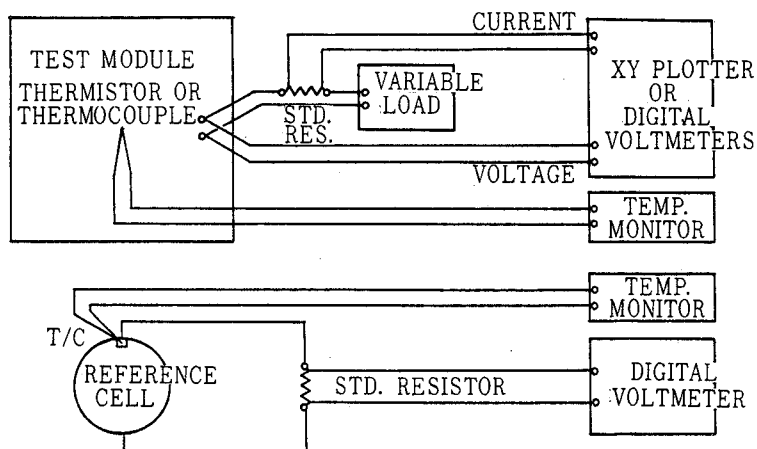 CURRENT
TEST MODULE
THERMISTOR OR
THERMOCOUPLE
STD.
RES.
VARIABLE
LOAD
XY PLOTTER
OR
DIGITAL
VOLTMETERS
VOLTAGE
TEMP.
MONITOR
TEMP.
MONITOR
T/C
REFERENCE
CELL
STD. RESISTOR
DIGITAL
VOLTMETER